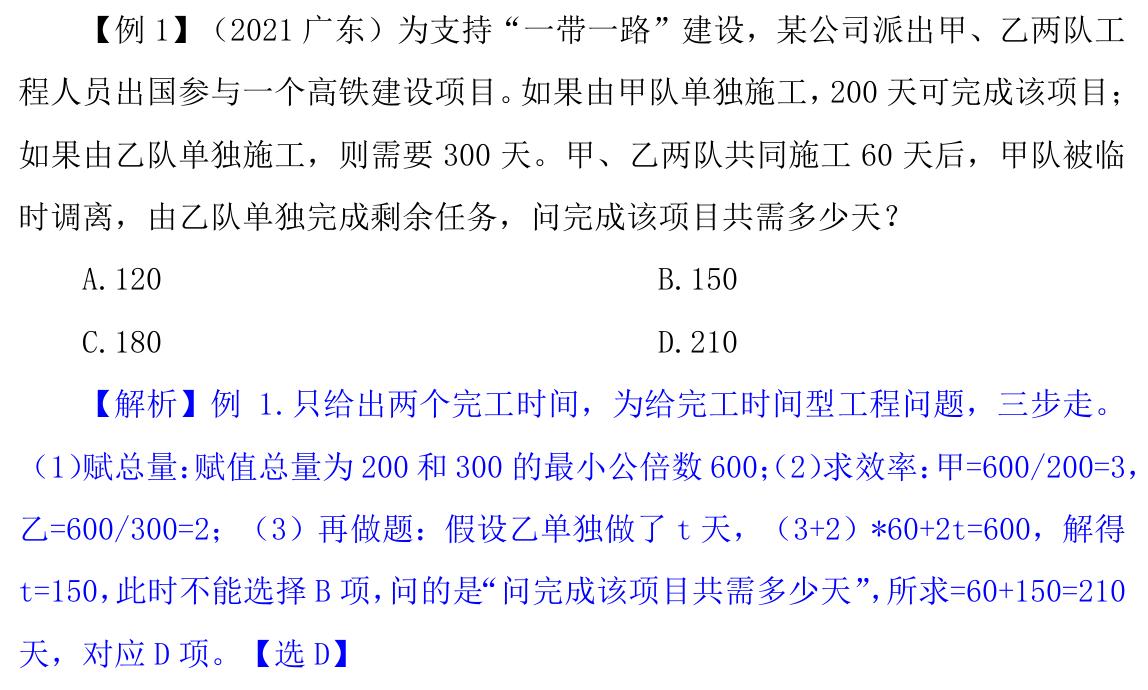 【例 1】（2021 广东）为支持“一带一路”建设，某公司派出甲、乙两队工
程人员出国参与一个高铁建设项目。如果由甲队单独施工，200 天可完成该项目；
如果由乙队单独施工，则需要 300 天。甲、乙两队共同施工 60 天后，甲队被临
时调离，由乙队单独完成剩余任务，问完成该项目共需多少天？
A.120 B.150
C.180 D.210
【解析】例 1.只给出两个完工时间，为给完工时间型工程问题，三步走。
（1）赋总量：赋值总量为 200 和 300 的最小公倍数 600；（2）求效率：甲=600/200=3，
乙=600/300=2；（3）再做题：假设乙单独做了 t 天，（3+2）*60+2t=600，解得
t=150，此时不能选择 B 项，问的是“问完成该项目共需多少天”，所求=60+150=210
天，对应 D 项。【选 D】